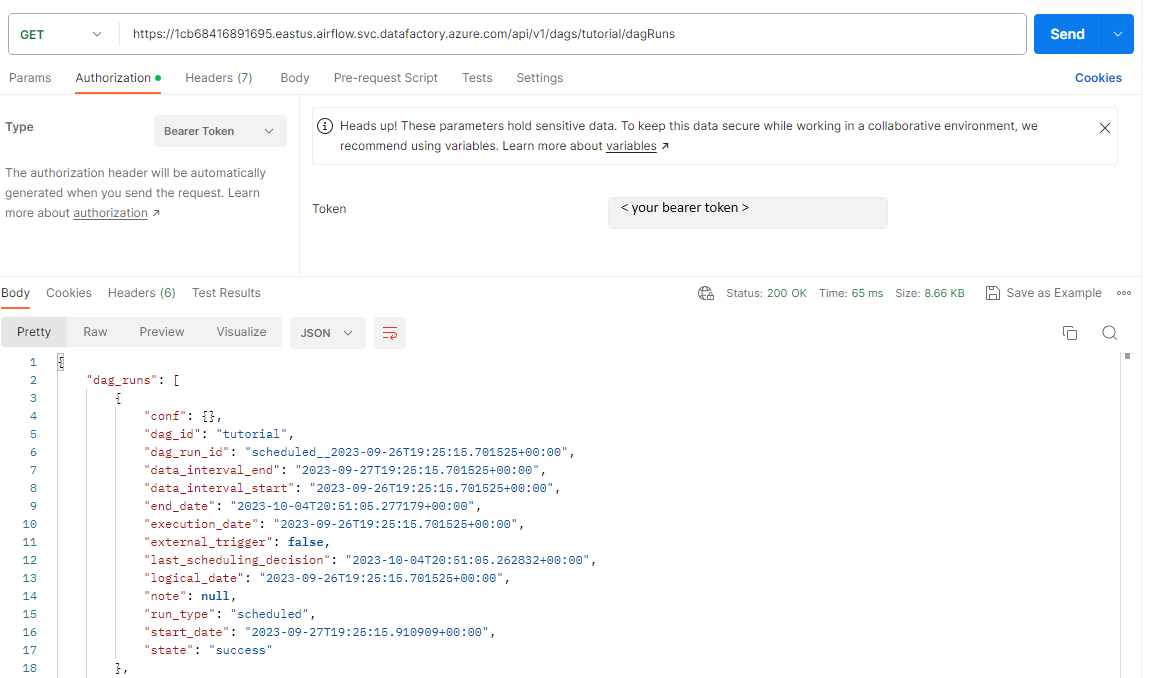 GET
https://1cb68416891695.eastus.airflow.svc.datafactory.azure.com/api/v1/dags/tutorial/dagRuns
Send
Params Authorization Headers (7) Body Pre-request Script Tests Settings Cookies
Type
Bearer Token
The authorization header will be automatically
generated when you send the request. Learn
more about authorization ↗
Heads up! These parameters hold sensitive data. To keep this data secure while working in a collaborative environment, we
recommend using variables. Learn more about variables ↗
Token
< your bearer token >
Body Cookies Headers (6) Test Results Status: 200 OK Time: 65 ms Size: 8.66 KB Save as Example
Pretty Raw Preview Visualize JSON
1 {
2 "dag_runs": [
3 {
4 "conf": {},
5 "dag_id": "tutorial",
6 "dag_run_id": "scheduled__2023-09-26T19:25:15.701525+00:00",
7 "data_interval_end": "2023-09-27T19:25:15.701525+00:00",
8 "data_interval_start": "2023-09-26T19:25:15.701525+00:00",
9 "end_date": "2023-10-04T20:51:05.277179+00:00",
10 "execution_date": "2023-09-26T19:25:15.701525+00:00",
11 "external_trigger": false,
12 "last_scheduling_decision": "2023-10-04T20:51:05.262832+00:00",
13 "logical_date": "2023-09-26T19:25:15.701525+00:00",
14 "note": null,
15 "run_type": "scheduled",
16 "start_date": "2023-09-27T19:25:15.910909+00:00",
17 "state": "success"
18 },